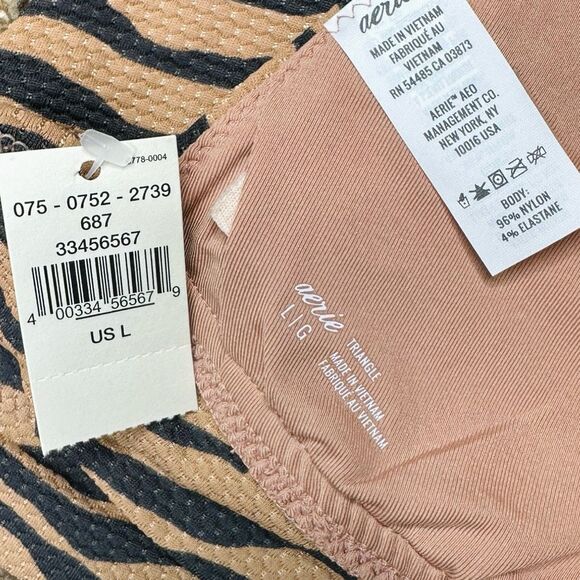 778-0004
075 - 0752 - 2739
687
33456567
4 00334 56567 9
US L
aerie
MADE IN VIETNAM
FABRIQUÉ AU
VIETNAM
RN 54485 CA 03873
AERIE™ AEO
MANAGEMENT CO.
NEW YORK, NY
10016 USA
BODY:
96% NYLON
4% ELASTANE
aerie
L|G
TRIANGLE
MADE IN VIETNAM
FABRIQUÉ AU VIETNAM